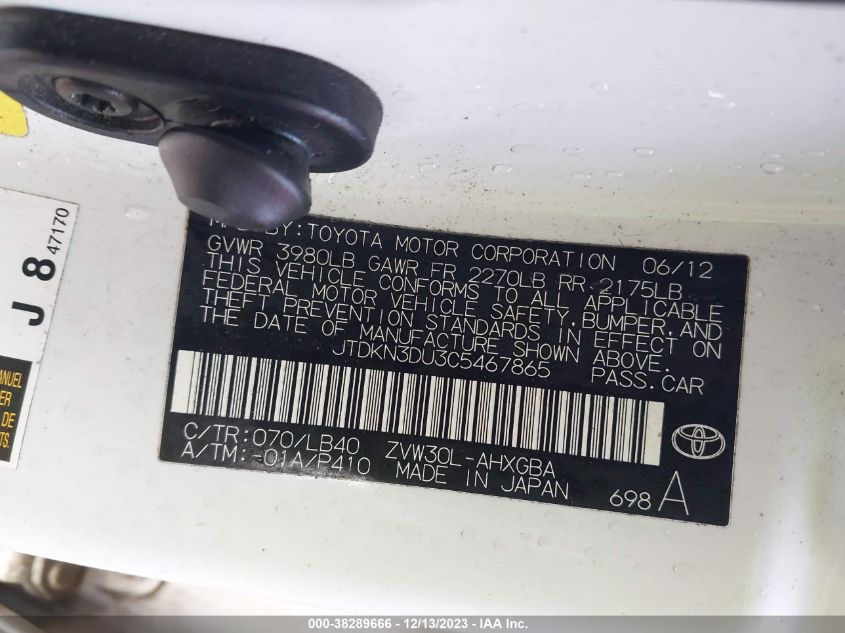 BY:TOYOTA MOTOR CORPORATION 06/12
GVWR 3980LB GAWR FR 2270LB RR 2175LB
THIS VEHICLE CONFORMS TO ALL APPLICABLE
FEDERAL MOTOR VEHICLE SAFETY,BUMPER,AND
THEFT PREVENTION STANDARDS IN EFFECT ON
THE DATE OF MANUFACTURE SHOWN ABOVE.
JTDKN3DU3C5467865 PASS.CAR
C/TR:070/LB40 ZVW30L-AHXGBA
A/TM:-01A/P410 MADE IN JAPAN
698 A
J 8 47170
DE
000-38289666 - 12/13/2023 - IAA Inc.